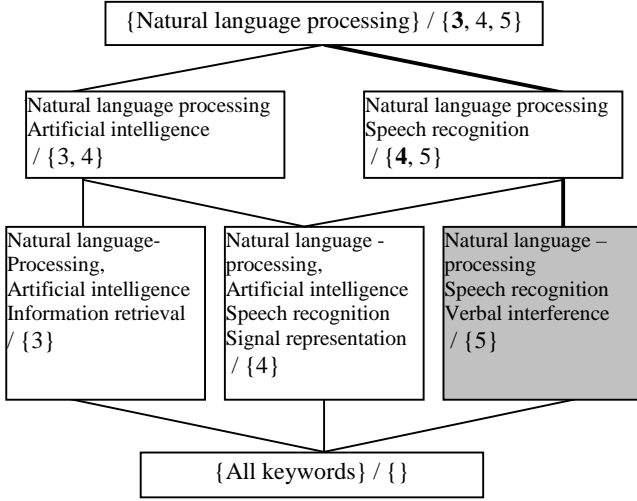 {Natural language processing} / {3, 4, 5}
Natural language processing
Artificial intelligence
/ {3, 4}
Natural language processing
Speech recognition
/ {4, 5}
Natural language-
Processing,
Artificial intelligence
Information retrieval
/ {3}
Natural language -
processing,
Artificial intelligence
Speech recognition
Signal representation
/ {4}
Natural language –
processing
Speech recognition
Verbal interference
/ {5}
{All keywords} / {}